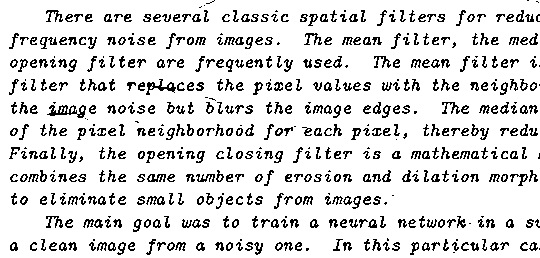 There are several classic spatial filters for reduc
frequency noise from images. The mean filter, the med
opening filter are frequently used. The mean filter i
filter that replaces the pixel values with the neighbo
the image noise but blurs the image edges. The median
of the pixel neighborhood for each pixel, thereby redu
Finally, the opening closing filter is a mathematical
combines the same number of erosion and dilation morph
to eliminate small objects from images.
The main goal was to train a neural network in a su
a clean image from a noisy one. In this particular ca